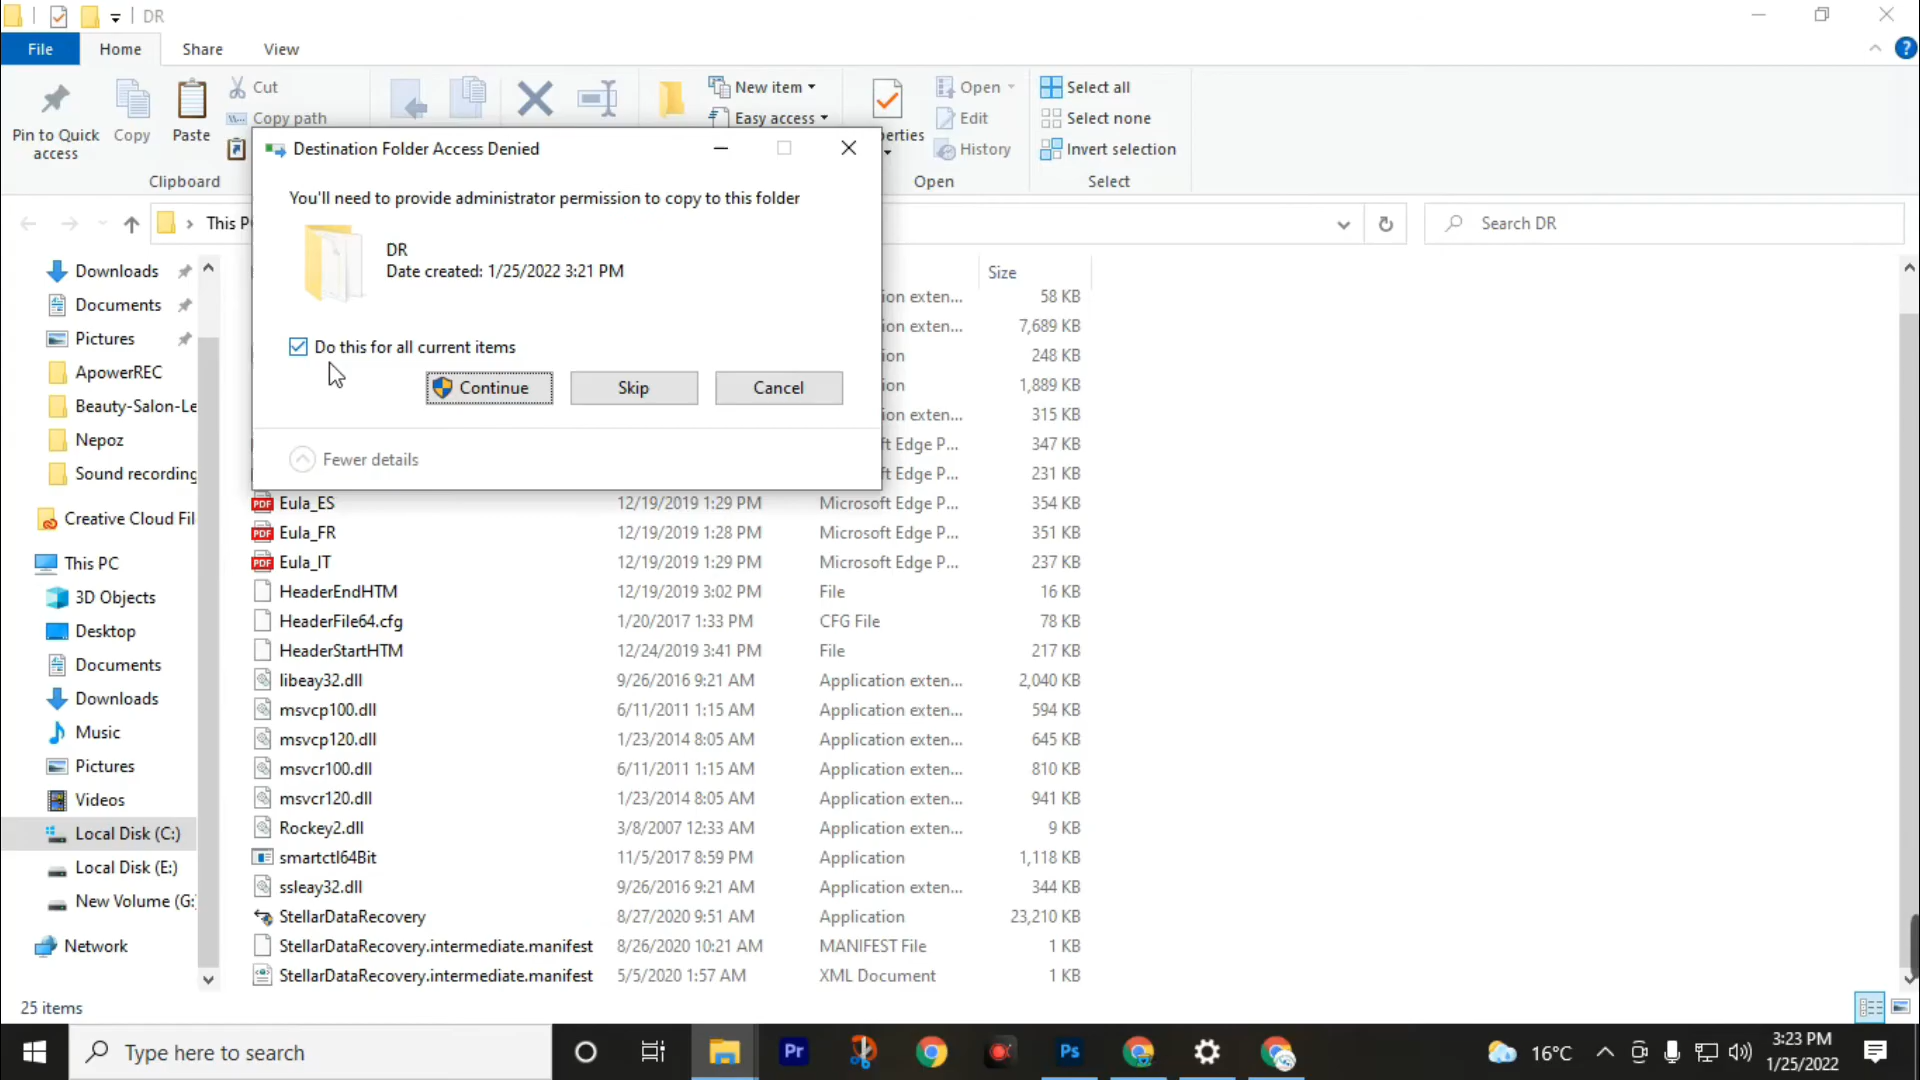 DR
File Home Share View
Pin to Quick access
Copy
Paste
Cut
Copy path
Clipboard
New item
Easy access
erties
Open
Edit
History
Open
Select all
Select none
Invert selection
Select
This P
Search DR
Destination Folder Access Denied
You'll need to provide administrator permission to copy to this folder
DR
Date created: 1/25/2022 3:21 PM
Do this for all current items
Continue Skip Cancel
Fewer details
Downloads
Documents
Pictures
ApowerREC
Beauty-Salon-Le
Nepoz
Sound recording
Creative Cloud Fil
This PC
3D Objects
Desktop
Documents
Downloads
Music
Pictures
Videos
Local Disk (C:)
Local Disk (E:)
New Volume (G:
Network
Size
ion exten... 58 KB
ion exten... 7,689 KB
ion 248 KB
ion 1,889 KB
ion exten... 315 KB
ft Edge P... 347 KB
ft Edge P... 231 KB
PDF Eula_ES 12/19/2019 1:29 PM Microsoft Edge P... 354 KB
PDF Eula_FR 12/19/2019 1:28 PM Microsoft Edge P... 351 KB
PDF Eula_IT 12/19/2019 1:29 PM Microsoft Edge P... 237 KB
HeaderEndHTM 12/19/2019 3:02 PM File 16 KB
HeaderFile64.cfg 1/20/2017 1:33 PM CFG File 78 KB
HeaderStartHTM 12/24/2019 3:41 PM File 217 KB
libeay32.dll 9/26/2016 9:21 AM Application exten... 2,040 KB
msvcp100.dll 6/11/2011 1:15 AM Application exten... 594 KB
msvcp120.dll 1/23/2014 8:05 AM Application exten... 645 KB
msvcr100.dll 6/11/2011 1:15 AM Application exten... 810 KB
msvcr120.dll 1/23/2014 8:05 AM Application exten... 941 KB
Rockey2.dll 3/8/2007 12:33 AM Application exten... 9 KB
smartctl64Bit 11/5/2017 8:59 PM Application 1,118 KB
ssleay32.dll 9/26/2016 9:21 AM Application exten... 344 KB
StellarDataRecovery 8/27/2020 9:51 AM Application 23,210 KB
StellarDataRecovery.intermediate.manifest 8/26/2020 10:21 AM MANIFEST File 1 KB
StellarDataRecovery.intermediate.manifest 5/5/2020 1:57 AM XML Document 1 KB
25 items
Type here to search
Pr
Ps
16°C
3:23 PM
1/25/2022